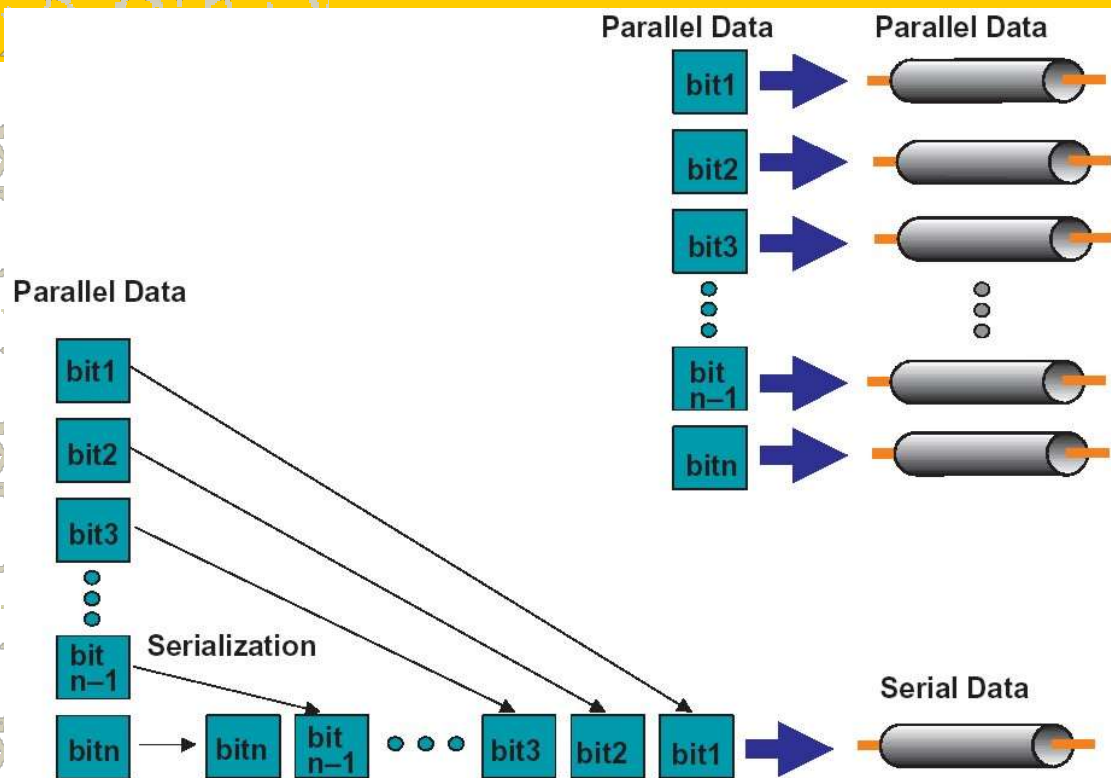 Parallel Data
Parallel Data
bit1
bit2
bit3
bit
n–1
bitn
Parallel Data
bit1
bit2
bit3
bit
n–1
bitn
Serialization
bitn
bit
n–1
bit3
bit2
bit1
Serial Data